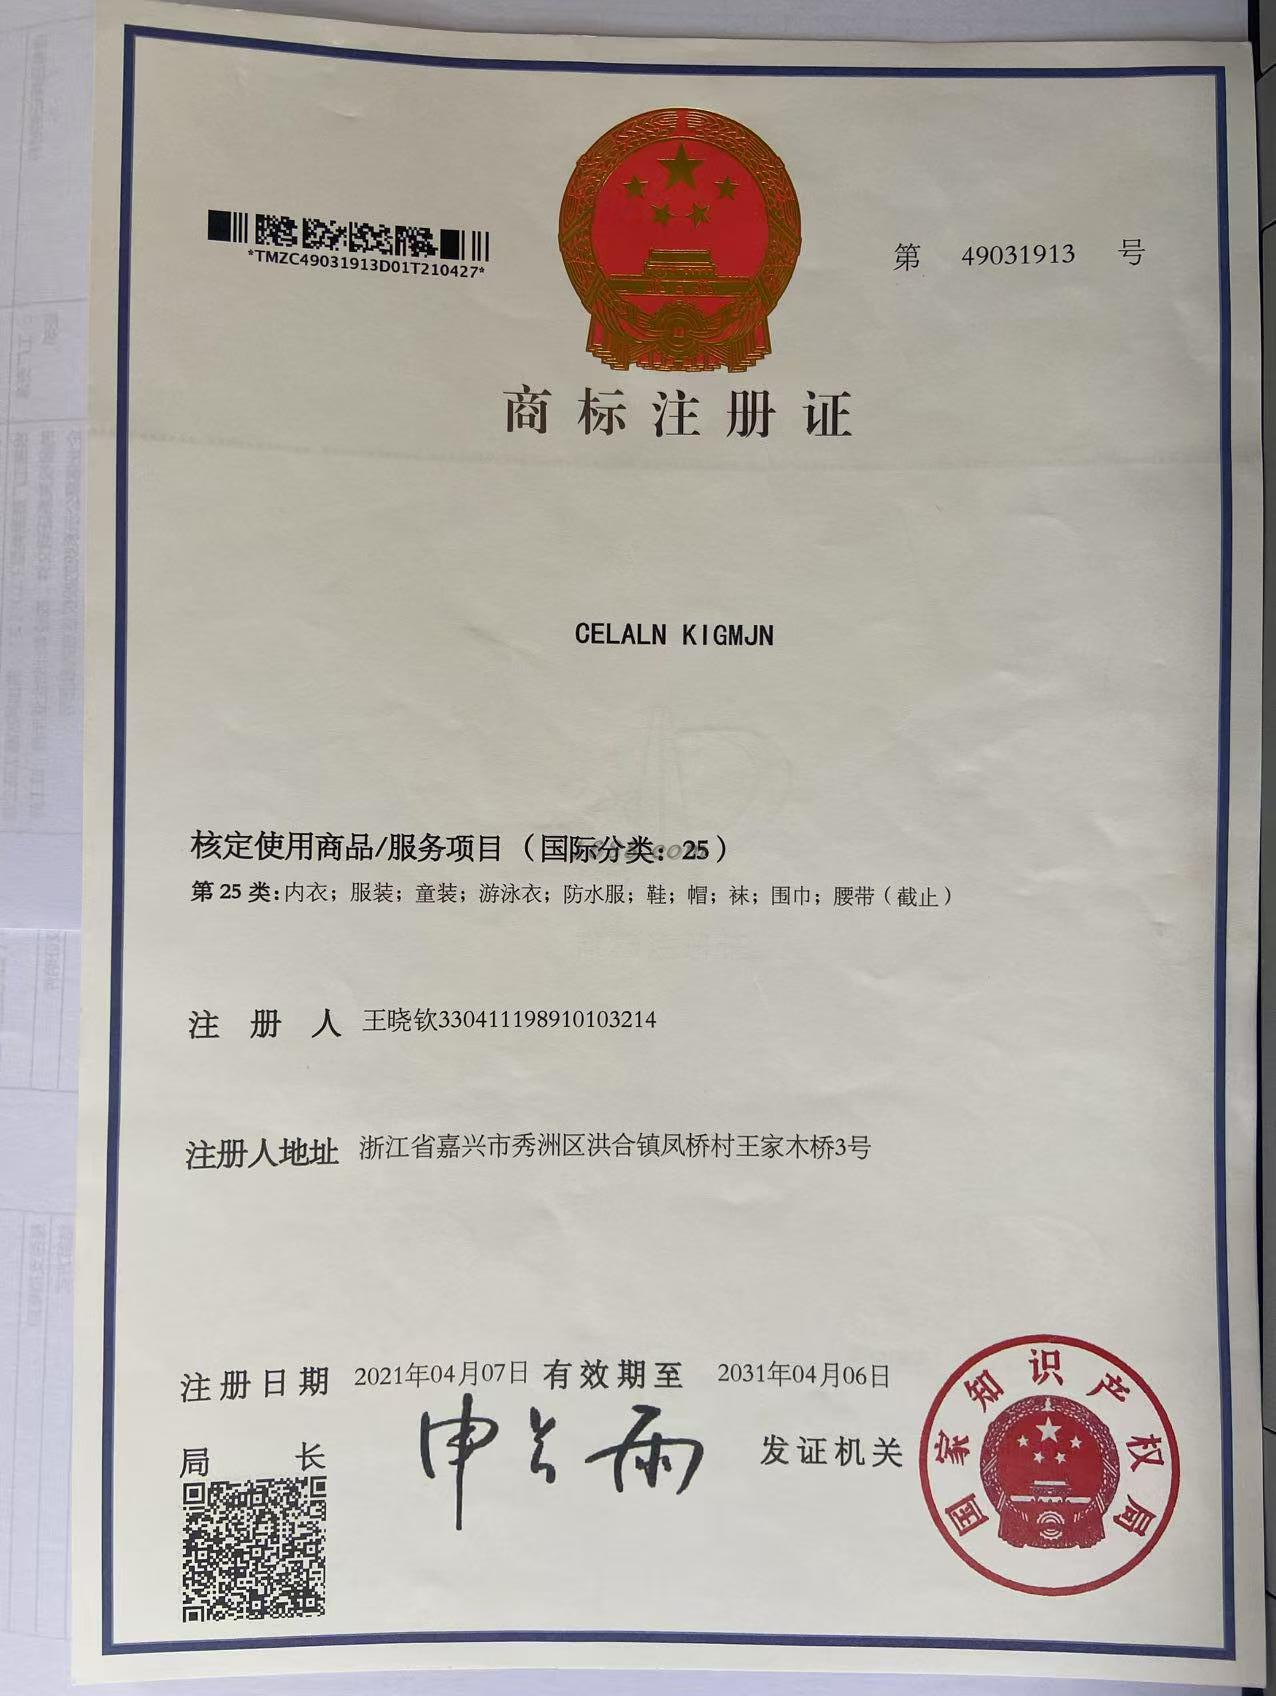 *TMZC49031913D01T210427*
第 49031913 号
商标注册证
CELALN KIGMJN
核定使用商品/服务项目（国际分类：25）
第25类：内衣；服装；童装；游泳衣；防水服；鞋；帽；袜；围巾；腰带（截止）
注册人 王晓钦330411198910103214
注册人地址 浙江省嘉兴市秀洲区洪合镇凤桥村王家木桥3号
注册日期 2021年04月07日 有效期至 2031年04月06日
局长 申长雨 发证机关
国家知识产权局